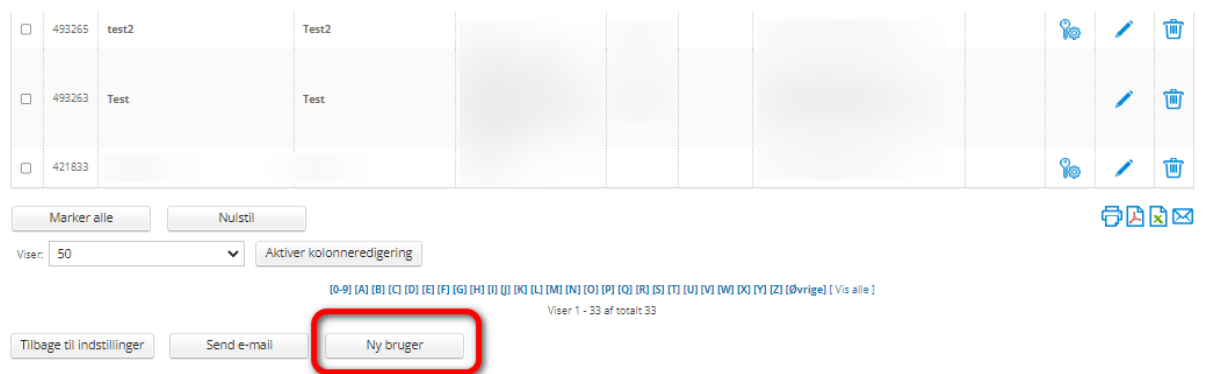 493265 test2 Test2
493263 Test Test
421833
Marker alle Nulstil
Viser: 50 Aktiver kolonneredigering
[0-9] [A] [B] [C] [D] [E] [F] [G] [H] [I] [J] [K] [L] [M] [N] [O] [P] [Q] [R] [S] [T] [U] [V] [W] [X] [Y] [Z] [Øvrige] [ Vis alle ]
Viser 1 - 33 af totalt 33
Tilbage til indstillinger Send e-mail Ny bruger